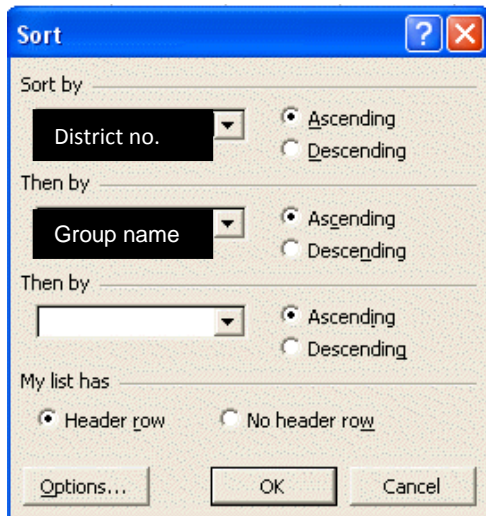 Sort
Sort by
District no.
Ascending
Descending
Then by
Group name
Ascending
Descending
Then by
Ascending
Descending
My list has
Header row
No header row
Options...
OK
Cancel